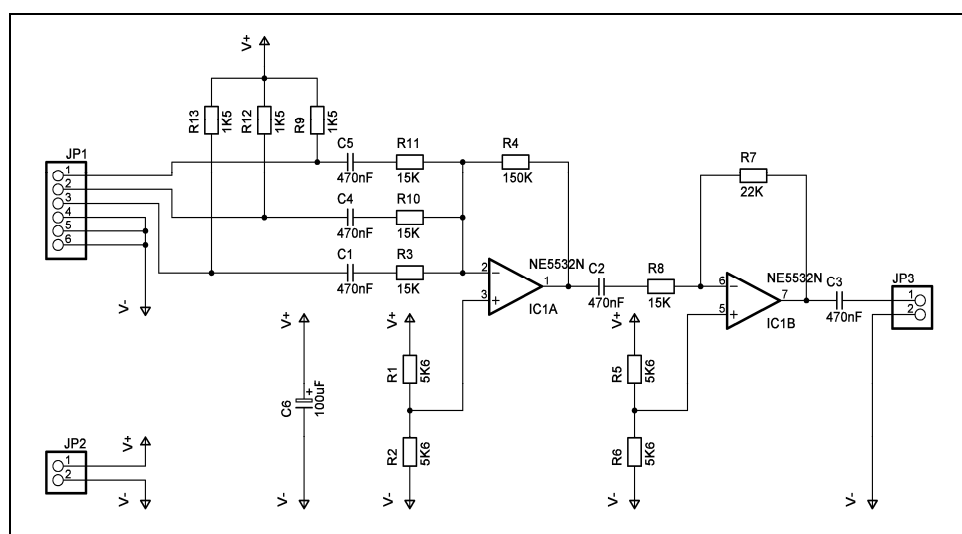 V+
R13
1K5
R12
1K5
R9
1K5
JP1
1
2
3
4
5
6
V-
C5
470nF
R11
15K
R4
150K
C4
470nF
R10
15K
C1
470nF
R3
15K
2
3
1
NE5532N
IC1A
C2
470nF
R8
15K
R7
22K
6
5
7
NE5532N
IC1B
C3
470nF
JP3
1
2
V-
V+
C6
100uF
+
V-
V+
R1
5K6
R2
5K6
V-
V+
R5
5K6
R6
5K6
V-
JP2
1
2
V+
V-